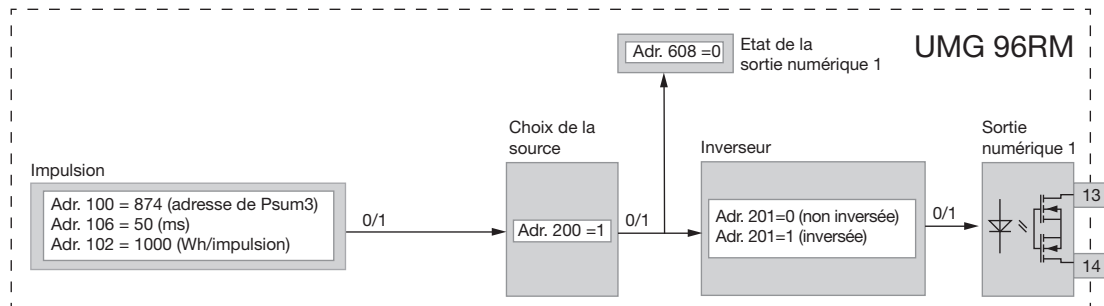 UMG 96RM
Adr. 608 =0
Etat de la
sortie numérique 1
Impulsion
Adr. 100 = 874 (adresse de Psum3)
Adr. 106 = 50 (ms)
Adr. 102 = 1000 (Wh/impulsion)
0/1
Choix de la
source
Adr. 200 =1
0/1
Inverseur
Adr. 201=0 (non inversée)
Adr. 201=1 (inversée)
0/1
Sortie
numérique 1
13
14